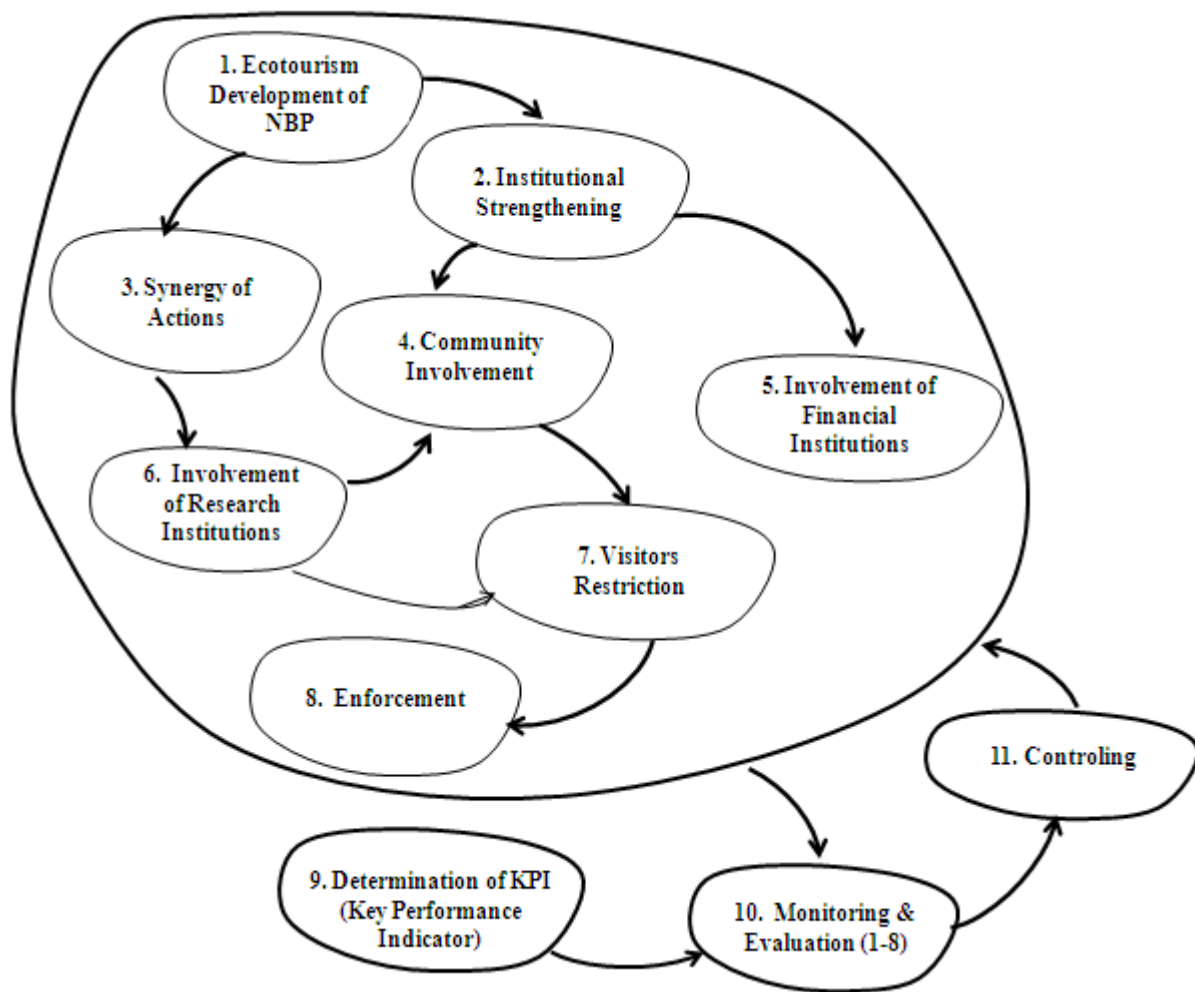 1. Ecotourism
Development of
NBP
2. Institutional
Strengthening
3. Synergy of
Actions
4. Community
Involvement
5. Involvement of
Financial
Institutions
6. Involvement
of Research
Institutions
7. Visitors
Restriction
8. Enforcement
11. Controling
9. Determination of KPI
(Key Performance
Indicator)
10. Monitoring &
Evaluation (1-8)